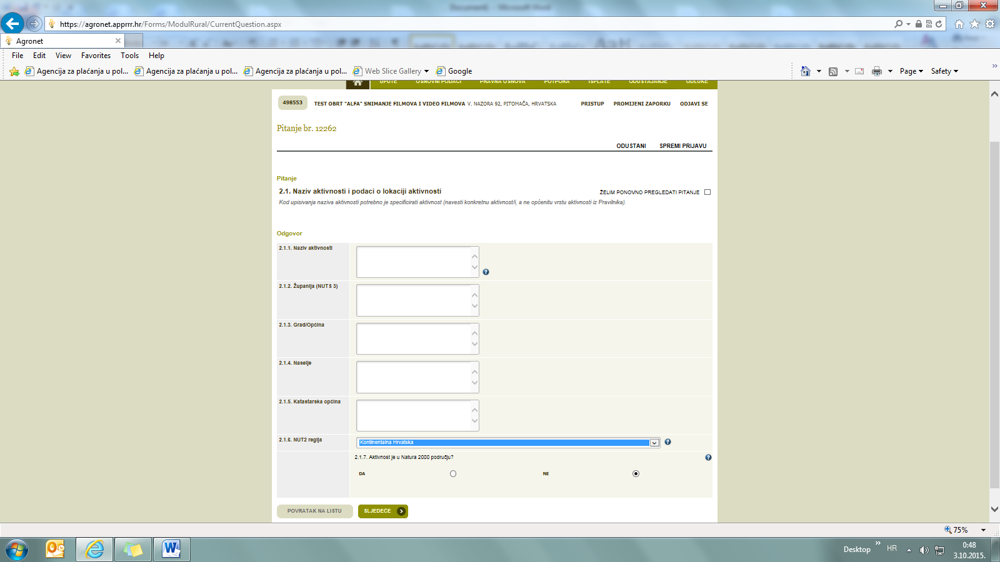 Document1 - Microsoft Word
https://agronet.apprrr.hr/Forms/ModulRural/CurrentQuestion.aspx
Agronet
File Edit View Favorites Tools Help
Agencija za plaćanja u pol... Agencija za plaćanja u pol... Agencija za plaćanja u pol... Web Slice Gallery Google Page Safety
UPUTE OSNOVNI PODACI PRAVNA OSNOVA POTPORA ISPLATE ODUSTAJANJE ODLUKE
498553 TEST OBRT "ALFA" SNIMANJE FILMOVA I VIDEO FILMOVA V. NAZORA 92, PITOMAČA, HRVATSKA PRISTUP PROMIJENI ZAPORKU ODJAVI SE
Pitanje br. 12262
ODUSTANI SPREMI PRIJAVU
Pitanje
2.1. Naziv aktivnosti i podaci o lokaciji aktivnosti ŽELIM PONOVNO PREGLEDATI PITANJE
Kod upisivanja naziva aktivnosti potrebno je specificirati aktivnost (navesti konkretnu aktivnost/i, a ne općenitu vrstu aktivnosti iz Pravilnika).
Odgovor
2.1.1. Naziv aktivnosti
2.1.2. Županija (NUTS 3)
2.1.3. Grad/Općina
2.1.4. Naselje
2.1.5. Katastarska općina
2.1.6. NUT2 regija Kontinentalna Hrvatska
2.1.7. Aktivnost je u Natura 2000 području?
DA NE
POVRATAK NA LISTU SLJEDEĆE
75%
Desktop HR 0:48
3.10.2015.